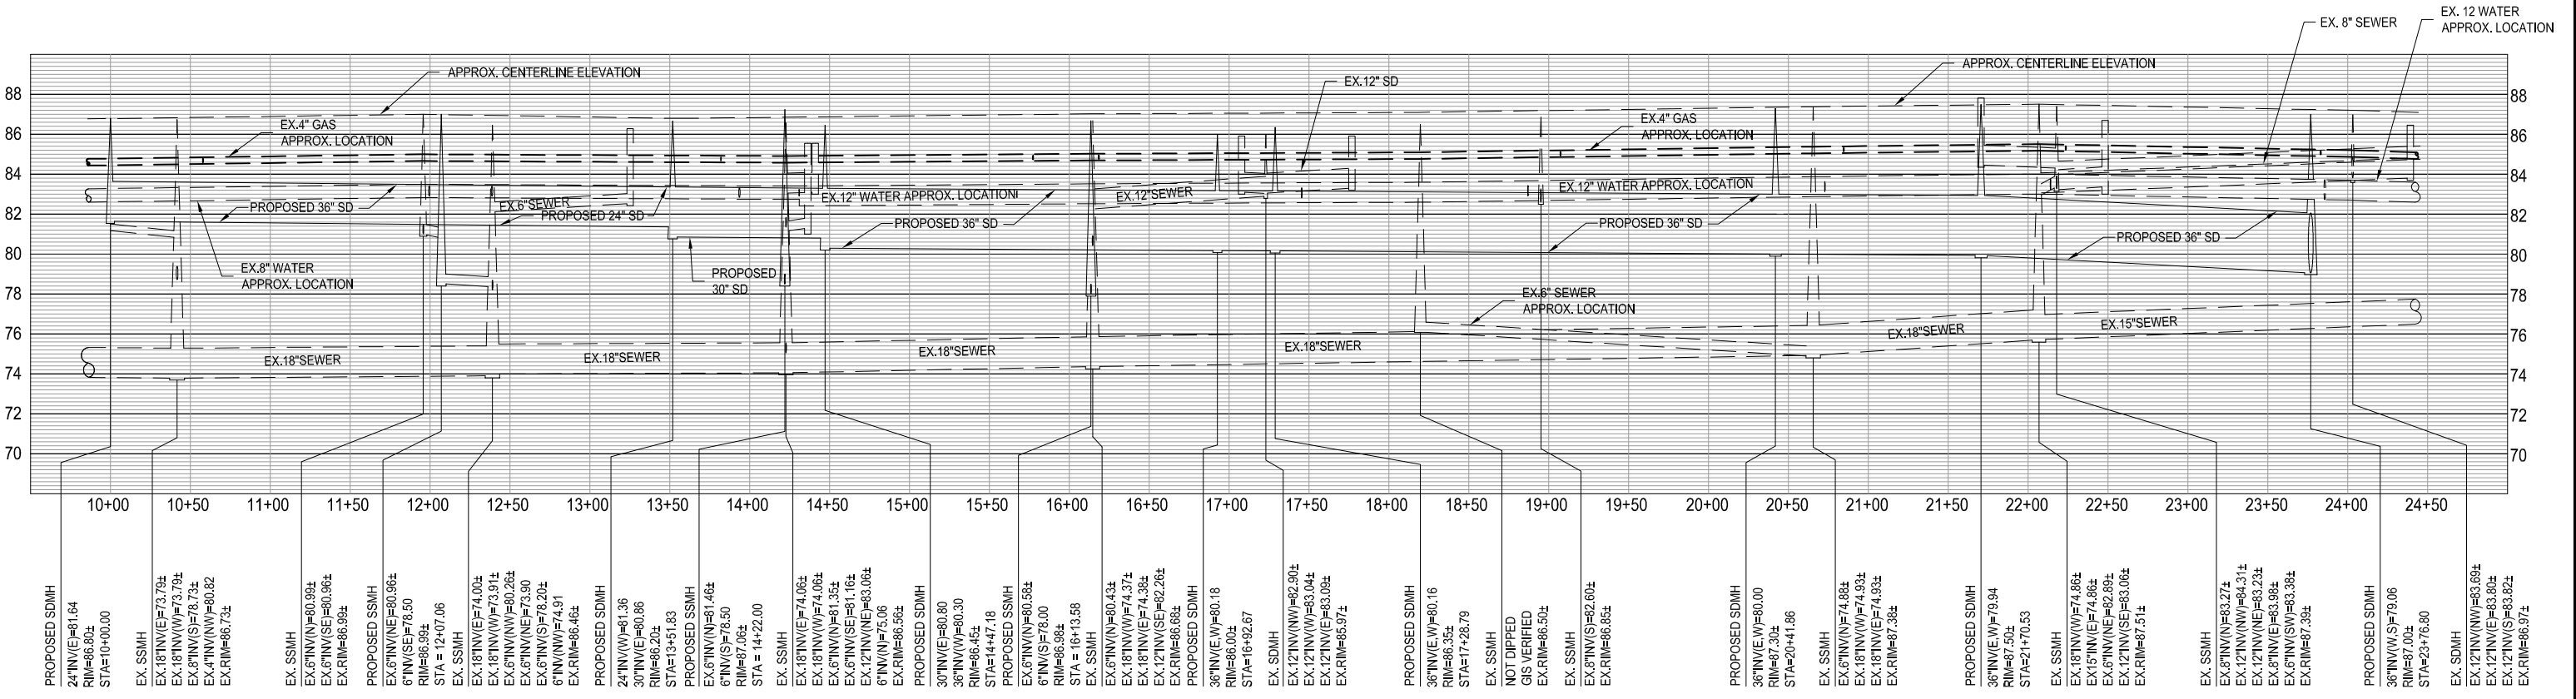 EX. 12 WATER
APPROX. LOCATION
EX. 8" SEWER
APPROX. CENTERLINE ELEVATION
APPROX. CENTERLINE ELEVATION
EX.12" SD
EX.4" GAS
APPROX. LOCATION
EX.4" GAS
APPROX. LOCATION
PROPOSED 36" SD
EX.6"SEWER
PROPOSED 24" SD
EX.12" WATER APPROX. LOCATION
EX.12"SEWER
EX.12" WATER APPROX. LOCATION
PROPOSED 36" SD
PROPOSED 36" SD
PROPOSED 36" SD
EX.8" WATER
APPROX. LOCATION
PROPOSED
30" SD
EX.6" SEWER
APPROX. LOCATION
EX.18"SEWER
EX.18"SEWER
EX.18"SEWER
EX.18"SEWER
EX.18"SEWER
EX.15"SEWER
88
86
84
82
80
78
76
74
72
70
88
86
84
82
80
78
76
74
72
70
10+00 10+50 11+00 11+50 12+00 12+50 13+00 13+50 14+00 14+50 15+00 15+50 16+00 16+50 17+00 17+50 18+00 18+50 19+00 19+50 20+00 20+50 21+00 21+50 22+00 22+50 23+00 23+50 24+00 24+50
PROPOSED SDMH
24"INV(E)=81.64
RIM=86.80±
STA=10+00.00
EX. SSMH
EX.18"INV(E)=73.79±
EX.18"INV(W)=73.79±
EX.8"INV(S)=78.73±
EX.4"INV(NW)=80.82
EX.RIM=86.73±
EX. SSMH
EX.6"INV(N)=80.99±
EX.6"INV(SE)=80.96±
EX.RIM=86.99±
PROPOSED SSMH
EX.6"INV(NE)=80.96±
6"INV(SE)=78.50
RIM=86.99±
STA = 12+07.06
EX. SSMH
EX.18"INV(E)=74.00±
EX.18"INV(W)=73.91±
EX.6"INV(NW)=80.26±
EX.6"INV(NE)=73.90
EX.6"INV(S)=78.20±
6"INV(NW)=74.91
EX.RIM=86.46±
PROPOSED SDMH
24"INV(W)=81.36
30"INV(E)=80.86
RIM=86.20±
STA=13+51.83
PROPOSED SSMH
EX.6"INV(N)=81.46±
6"INV(S)=78.50
RIM=87.06±
STA = 14+22.00
EX. SSMH
EX.18"INV(E)=74.06±
EX.18"INV(W)=74.06±
EX.6"INV(N)=81.35±
EX.6"INV(SE)=81.16±
EX.12"INV(NE)=83.06±
6"INV(N)=75.06
EX.RIM=86.56±
PROPOSED SDMH
30"INV(E)=80.80
36"INV(W)=80.30
RIM=86.45±
STA=14+47.18
PROPOSED SSMH
EX.6"INV(N)=80.58±
6"INV(S)=78.00
RIM=86.98±
STA = 16+13.58
EX. SSMH
EX.6"INV(N)=80.43±
EX.18"INV(W)=74.37±
EX.18"INV(E)=74.38±
EX.12"INV(SE)=82.26±
EX.RIM=86.68±
PROPOSED SDMH
36"INV(E,W)=80.18
RIM=86.00±
STA=16+92.67
EX. SDMH
EX.12"INV(NW)=82.90±
EX.12"INV(W)=83.04±
EX.12"INV(E)=83.09±
EX.RIM=85.97±
PROPOSED SDMH
36"INV(E,W)=80.16
RIM=86.35±
STA=17+28.79
EX. SSMH
NOT DIPPED
GIS VERIFIED
EX.RIM=86.50±
EX. SSMH
EX.8"INV(S)=82.60±
EX.RIM=86.85±
PROPOSED SDMH
36"INV(E,W)=80.00
RIM=87.30±
STA=20+41.86
EX. SSMH
EX.6"INV(N)=74.88±
EX.18"INV(W)=74.93±
EX.18"INV(E)=74.93±
EX.RIM=87.38±
PROPOSED SDMH
36"INV(E,W)=79.94
RIM=87.50±
STA=21+70.53
EX. SSMH
EX.18"INV(W)=74.86±
EX15"INV(E)=74.86±
EX.6"INV(NE)=82.89±
EX.12"INV(SE)=83.06±
EX.RIM=87.51±
EX. SSMH
EX.8"INV(N)=83.27±
EX.12"INV(NW)=84.31±
EX.12"INV(NE)=83.23±
EX.8"INV(E)=83.98±
EX.6"INV(SW)=83.38±
EX.RIM=87.39±
PROPOSED SDMH
36"INV(W,S)=79.06
RIM=87.00±
STA=23+76.80
EX. SDMH
EX.12"INV(NW)=83.69±
EX.12"INV(E)=83.80±
EX.12"INV(S)=83.82±
EX.RIM=86.97±